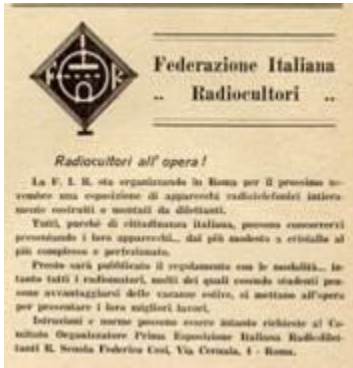 F I R
Federazione Italiana
.. Radiocultori ..
Radiocultori all'opera!
La F. I. R. sta organizzando in Roma per il prossimo no-
vembre una esposizione di apparecchi radiotelefonici intiera-
mente costruiti e montati da dilettanti.
Tutti, purchè di cittadinanza italiana, possono concorrervi
presentando i loro apparecchi... dai più modesto a cristallo al
più complesso e perfezionato.
Presto sarà pubblicato il regolamento con le modalità... in-
tanto tutti i radioamatori, molti dei quali essendo studenti pos-
sono avvantaggiarsi delle vacanze estive, si mettano all'opera
per presentare i loro migliori lavori.
Istruzioni e norme possono essere intanto richieste al Co-
mitato Organizzatore Prima Esposizione Italiana Radiodilet-
tanti R. Scuola Federico Cesi, Via Cernaia, 1 - Roma.